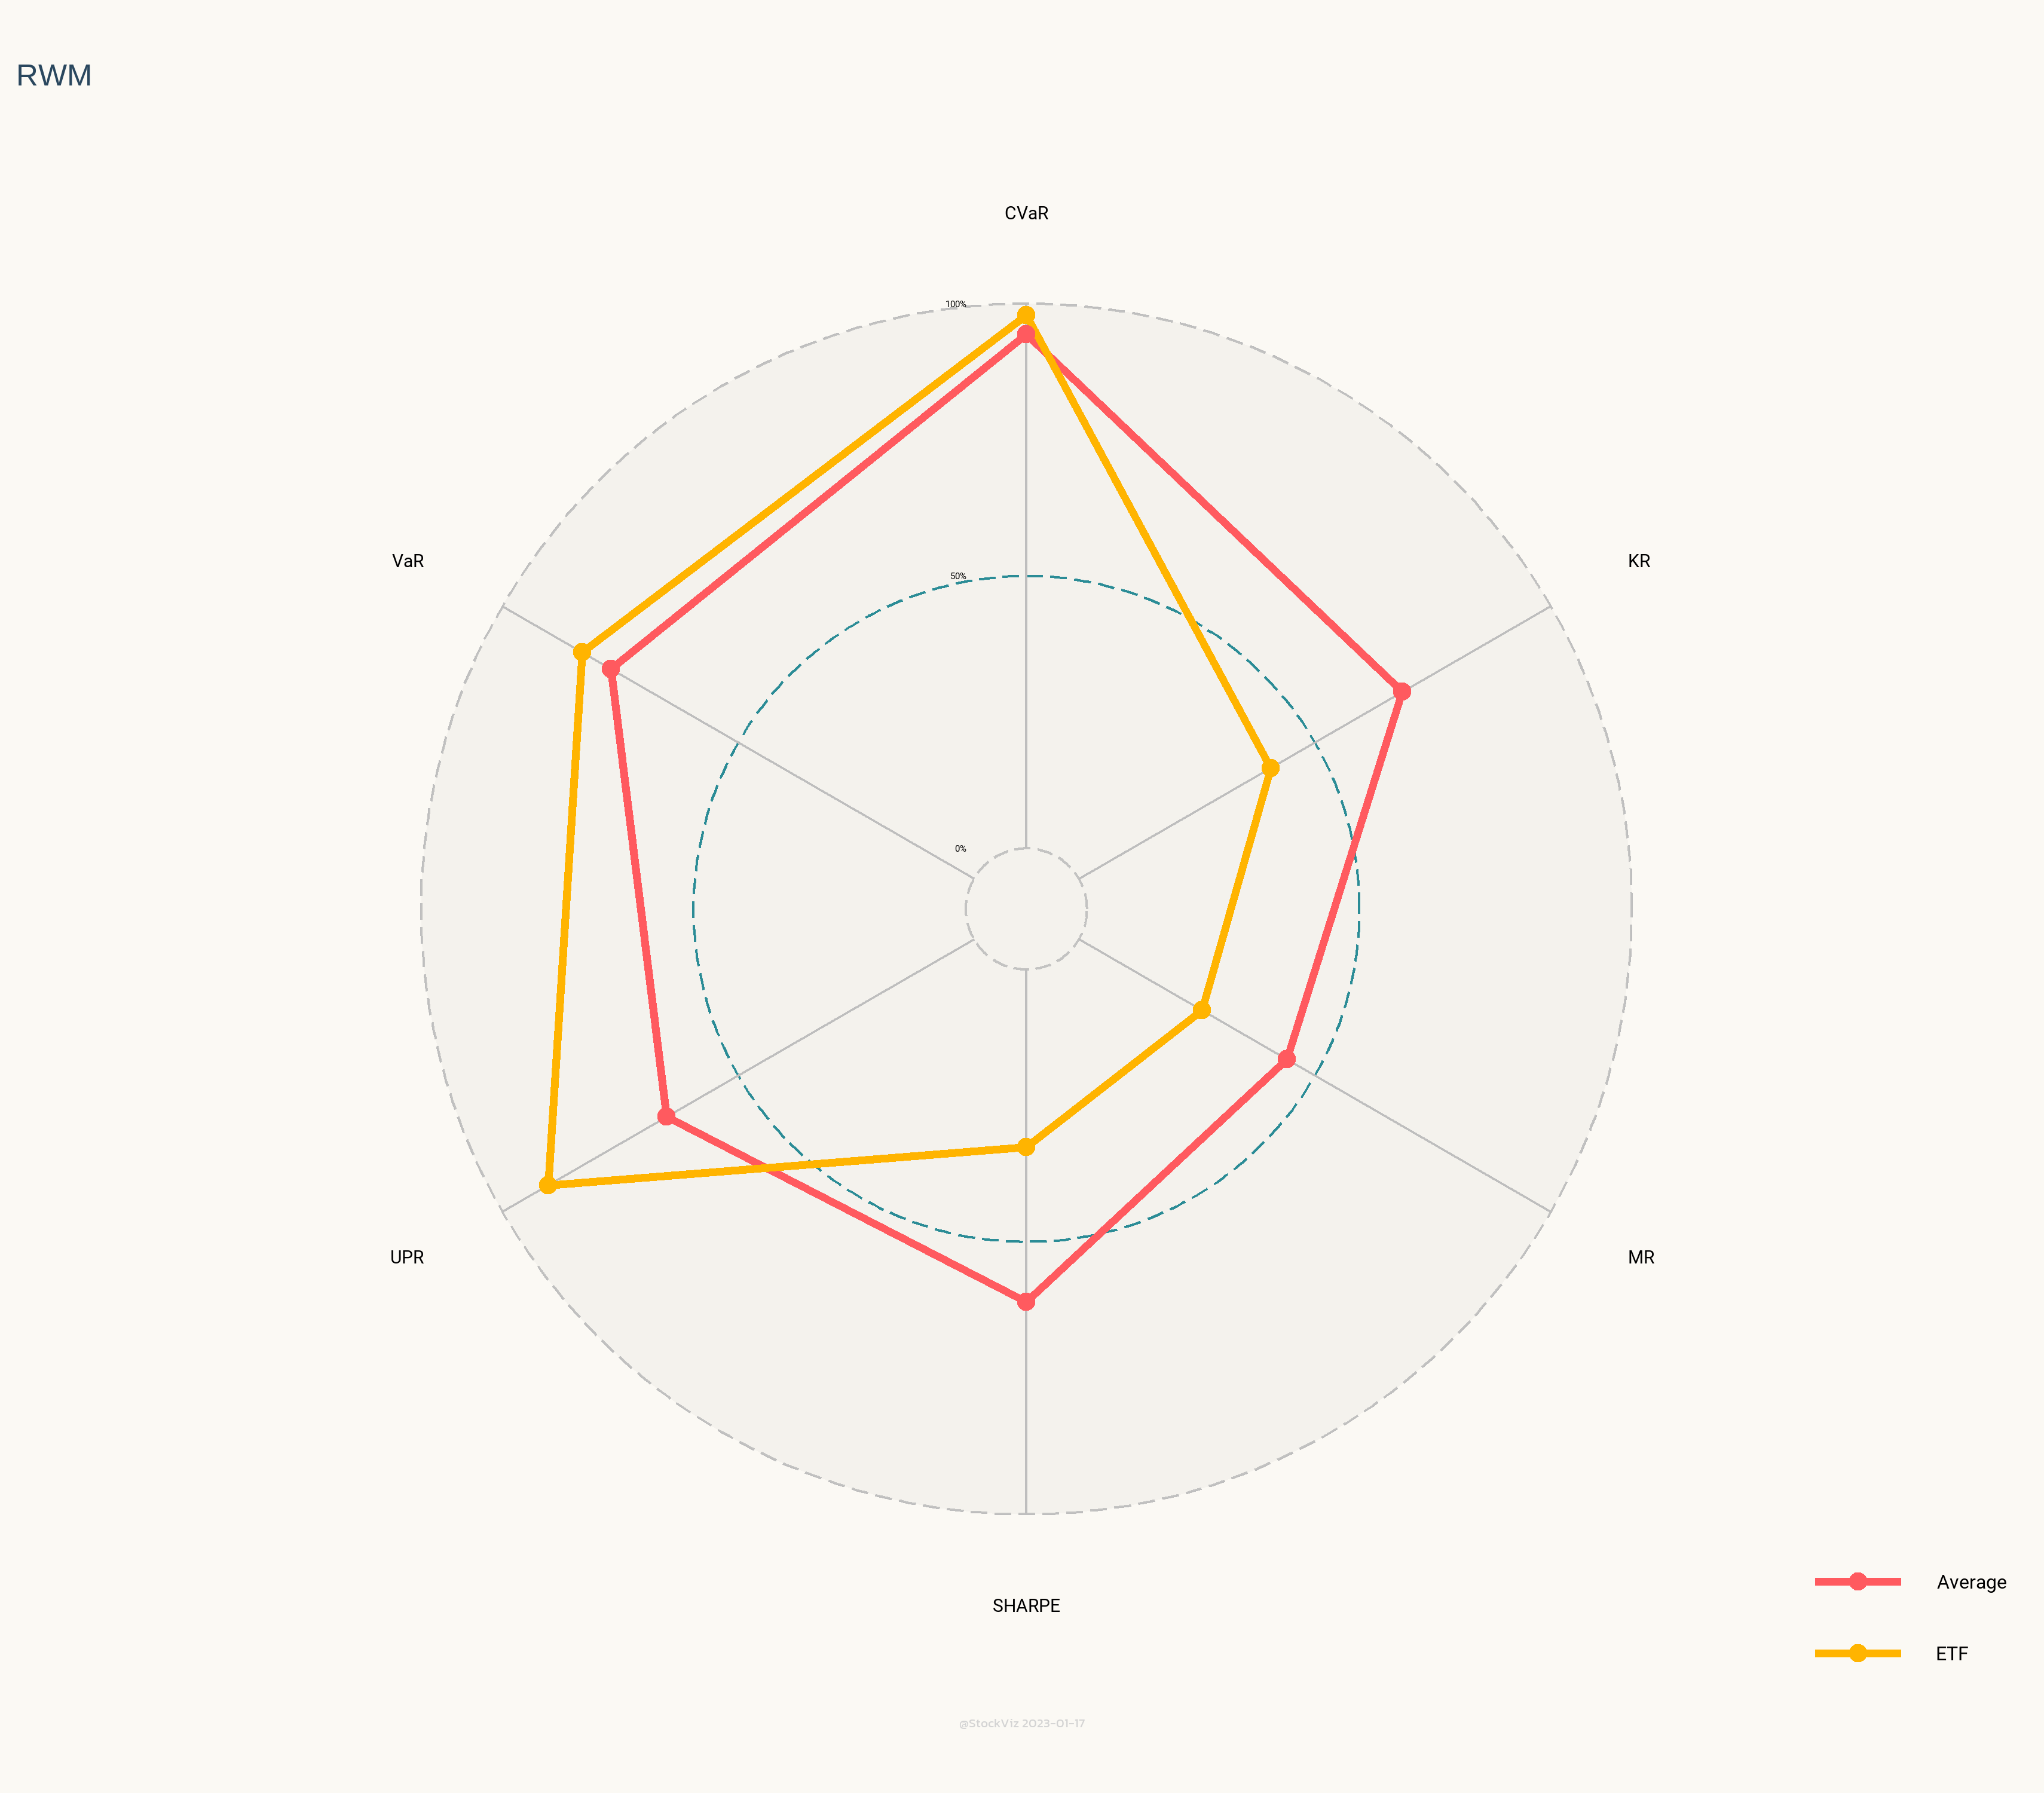 RWM
CVaR
100%
KR
VaR
50%
0%
UPR
MR
SHARPE
Average
ETF
@StockViz 2023-01-17